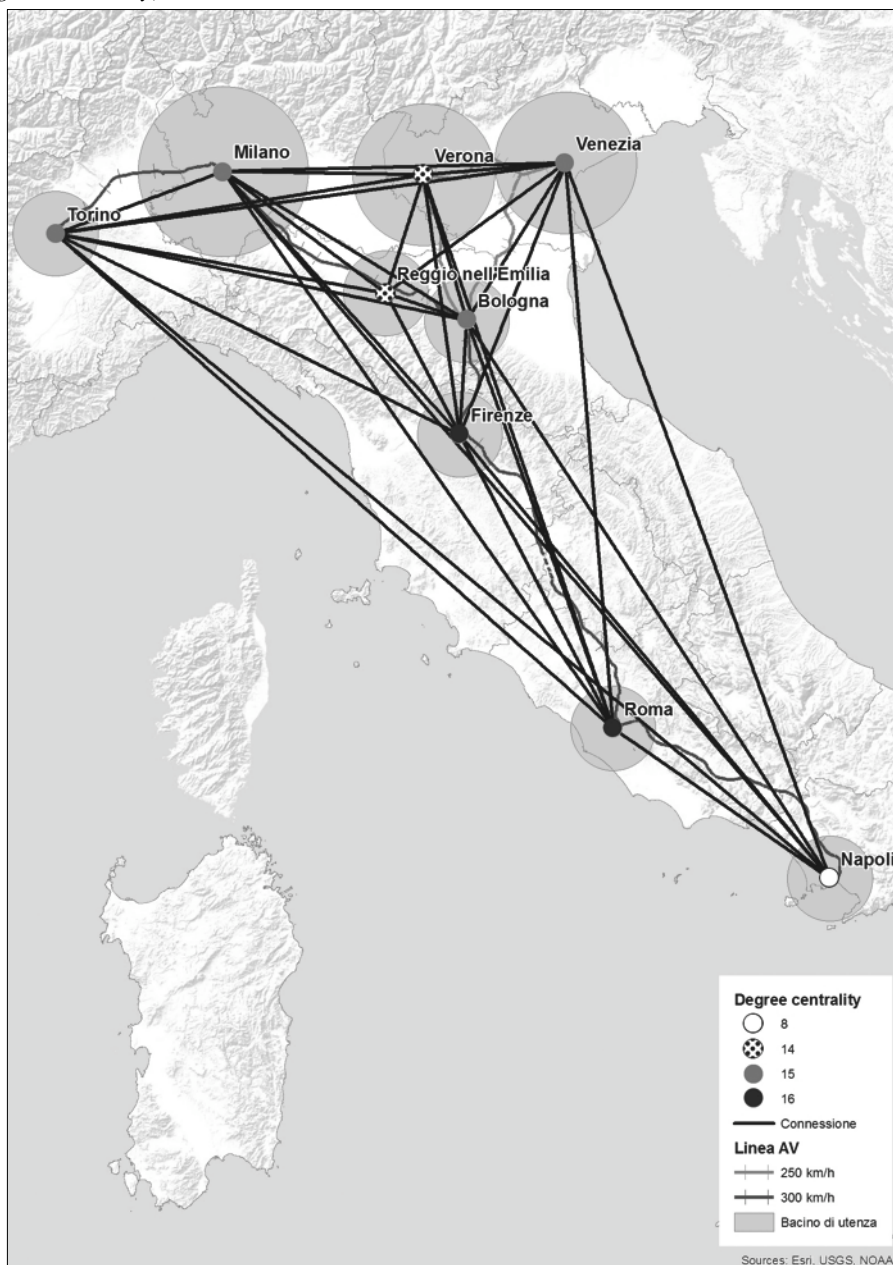 Milano
Verona
Venezia
Torino
Reggio nell'Emilia
Bologna
Firenze
Roma
Napoli
Degree centrality
8
14
15
16
Connessione
Linea AV
250 km/h
300 km/h
Bacino di utenza
Sources: Esri, USGS, NOAA